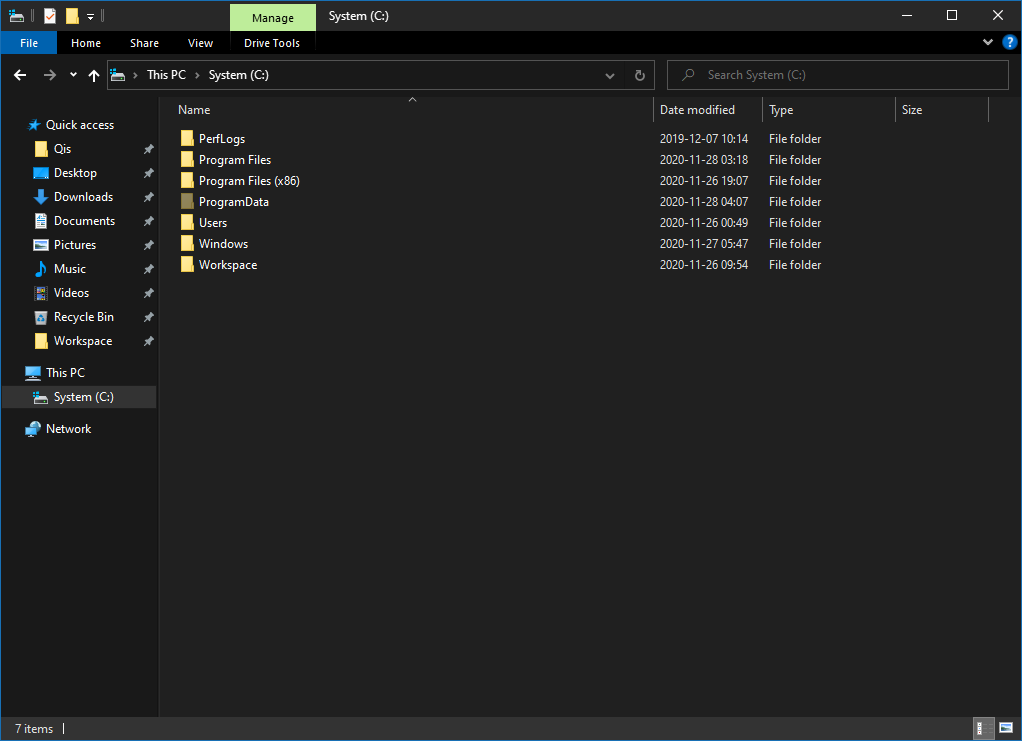 Manage System (C:)
File Home Share View Drive Tools
This PC System (C:) Search System (C:)
Quick access
Qis
Desktop
Downloads
Documents
Pictures
Music
Videos
Recycle Bin
Workspace
This PC
System (C:)
Network
Name Date modified Type Size
PerfLogs 2019-12-07 10:14 File folder
Program Files 2020-11-28 03:18 File folder
Program Files (x86) 2020-11-26 19:07 File folder
ProgramData 2020-11-28 04:07 File folder
Users 2020-11-26 00:49 File folder
Windows 2020-11-27 05:47 File folder
Workspace 2020-11-26 09:54 File folder
7 items